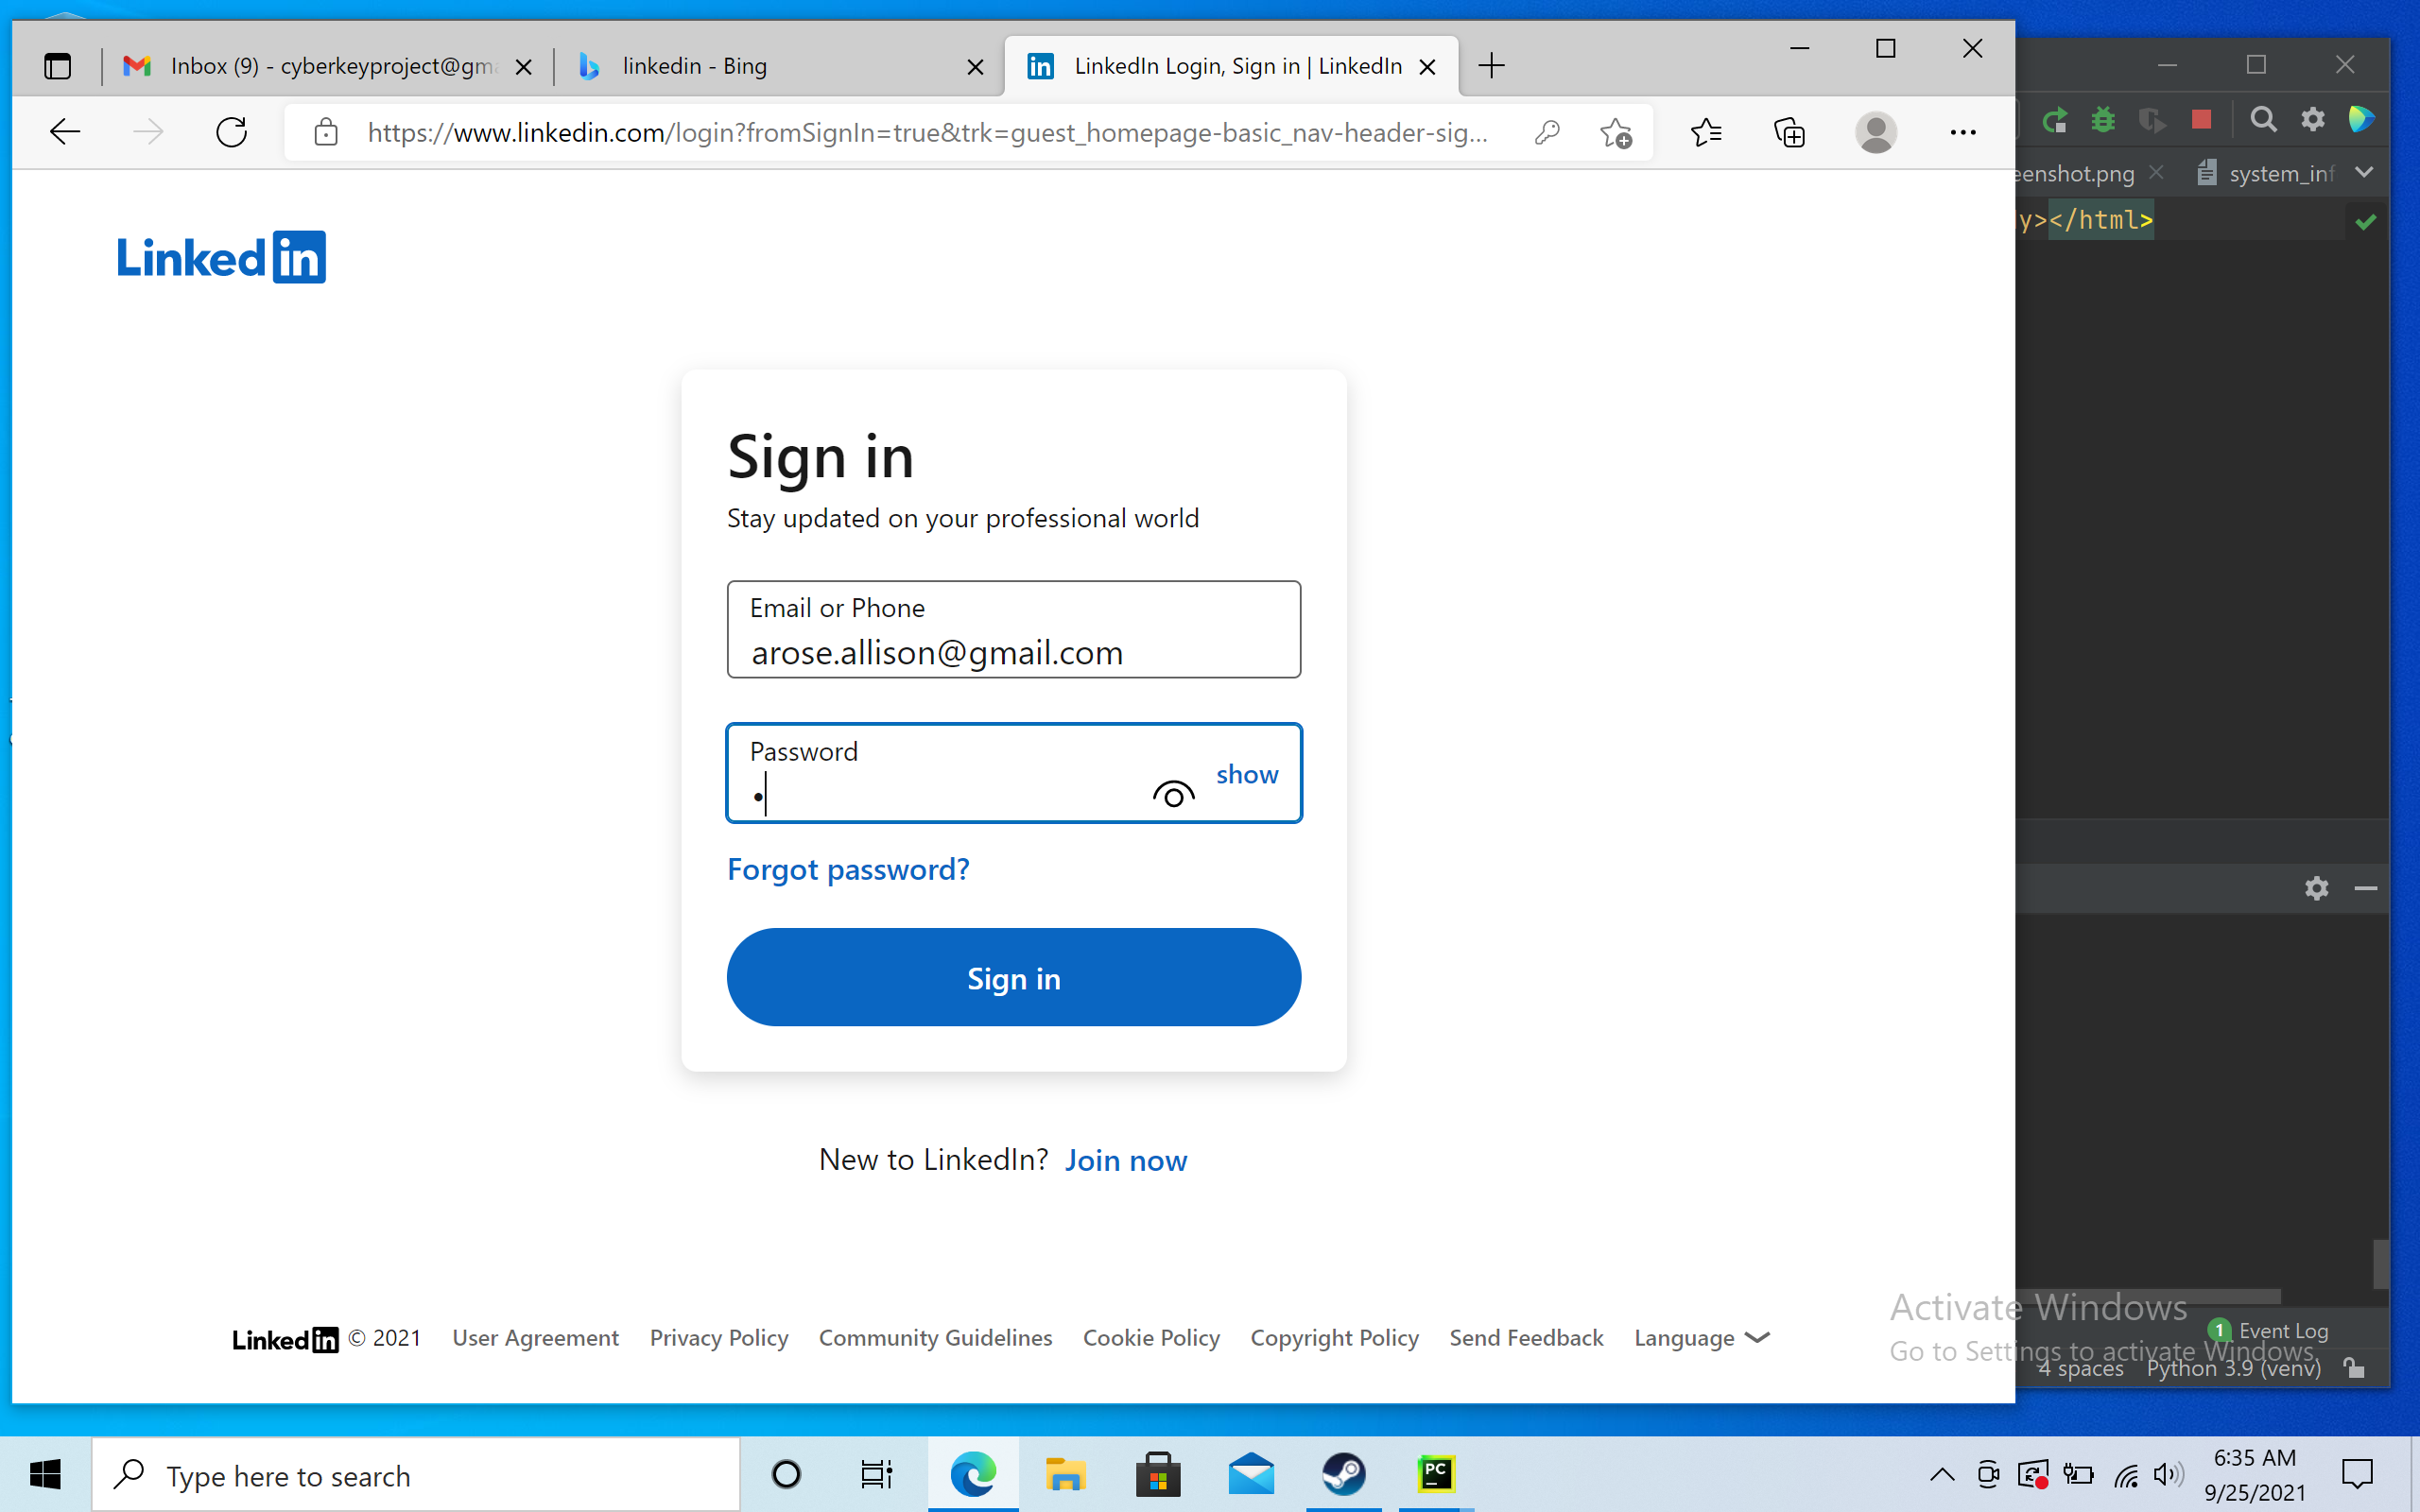 Inbox (9) - cyberkeyproject@gma
linkedin - Bing
LinkedIn Login, Sign in | LinkedIn
https://www.linkedin.com/login?fromSignIn=true&trk=guest_homepage-basic_nav-header-sig...
eenshot.png
system_inf
y></html>
Linked in
Sign in
Stay updated on your professional world
Email or Phone
arose.allison@gmail.com
Password
show
Forgot password?
Sign in
New to LinkedIn? Join now
Linked in © 2021 User Agreement Privacy Policy Community Guidelines Cookie Policy Copyright Policy Send Feedback Language
Activate Windows
Go to Settings to activate Windows.
1 Event Log
4 spaces Python 3.9 (venv)
Type here to search
PC
6:35 AM
9/25/2021